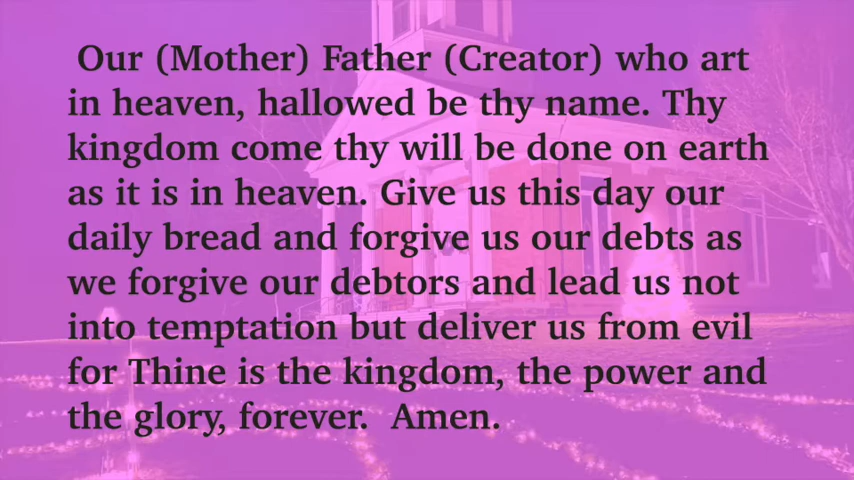 Our (Mother) Father (Creator) who art
in heaven, hallowed be thy name. Thy
kingdom come thy will be done on earth
as it is in heaven. Give us this day our
daily bread and forgive us our debts as
we forgive our debtors and lead us not
into temptation but deliver us from evil
for Thine is the kingdom, the power and
the glory, forever.  Amen.